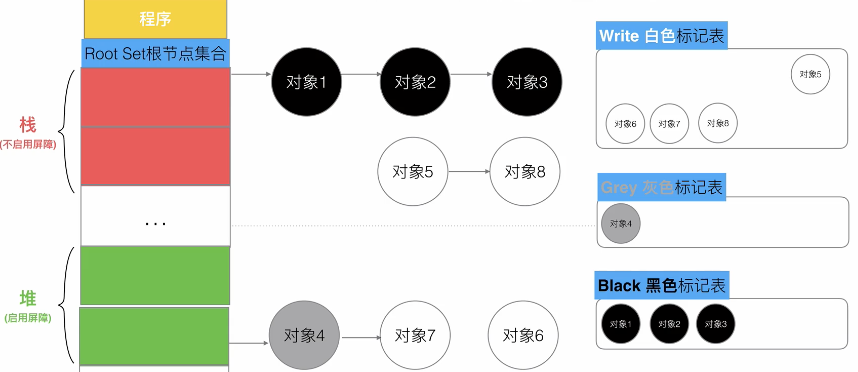 程序
Root Set根节点集合
栈
(不启用屏障)
...
堆
(启用屏障)
对象1
对象2
对象3
对象5
对象8
对象4
对象7
对象6
Write 白色标记表
对象5
对象6
对象7
对象8
Grey 灰色标记表
对象4
Black 黑色标记表
对象1
对象2
对象3